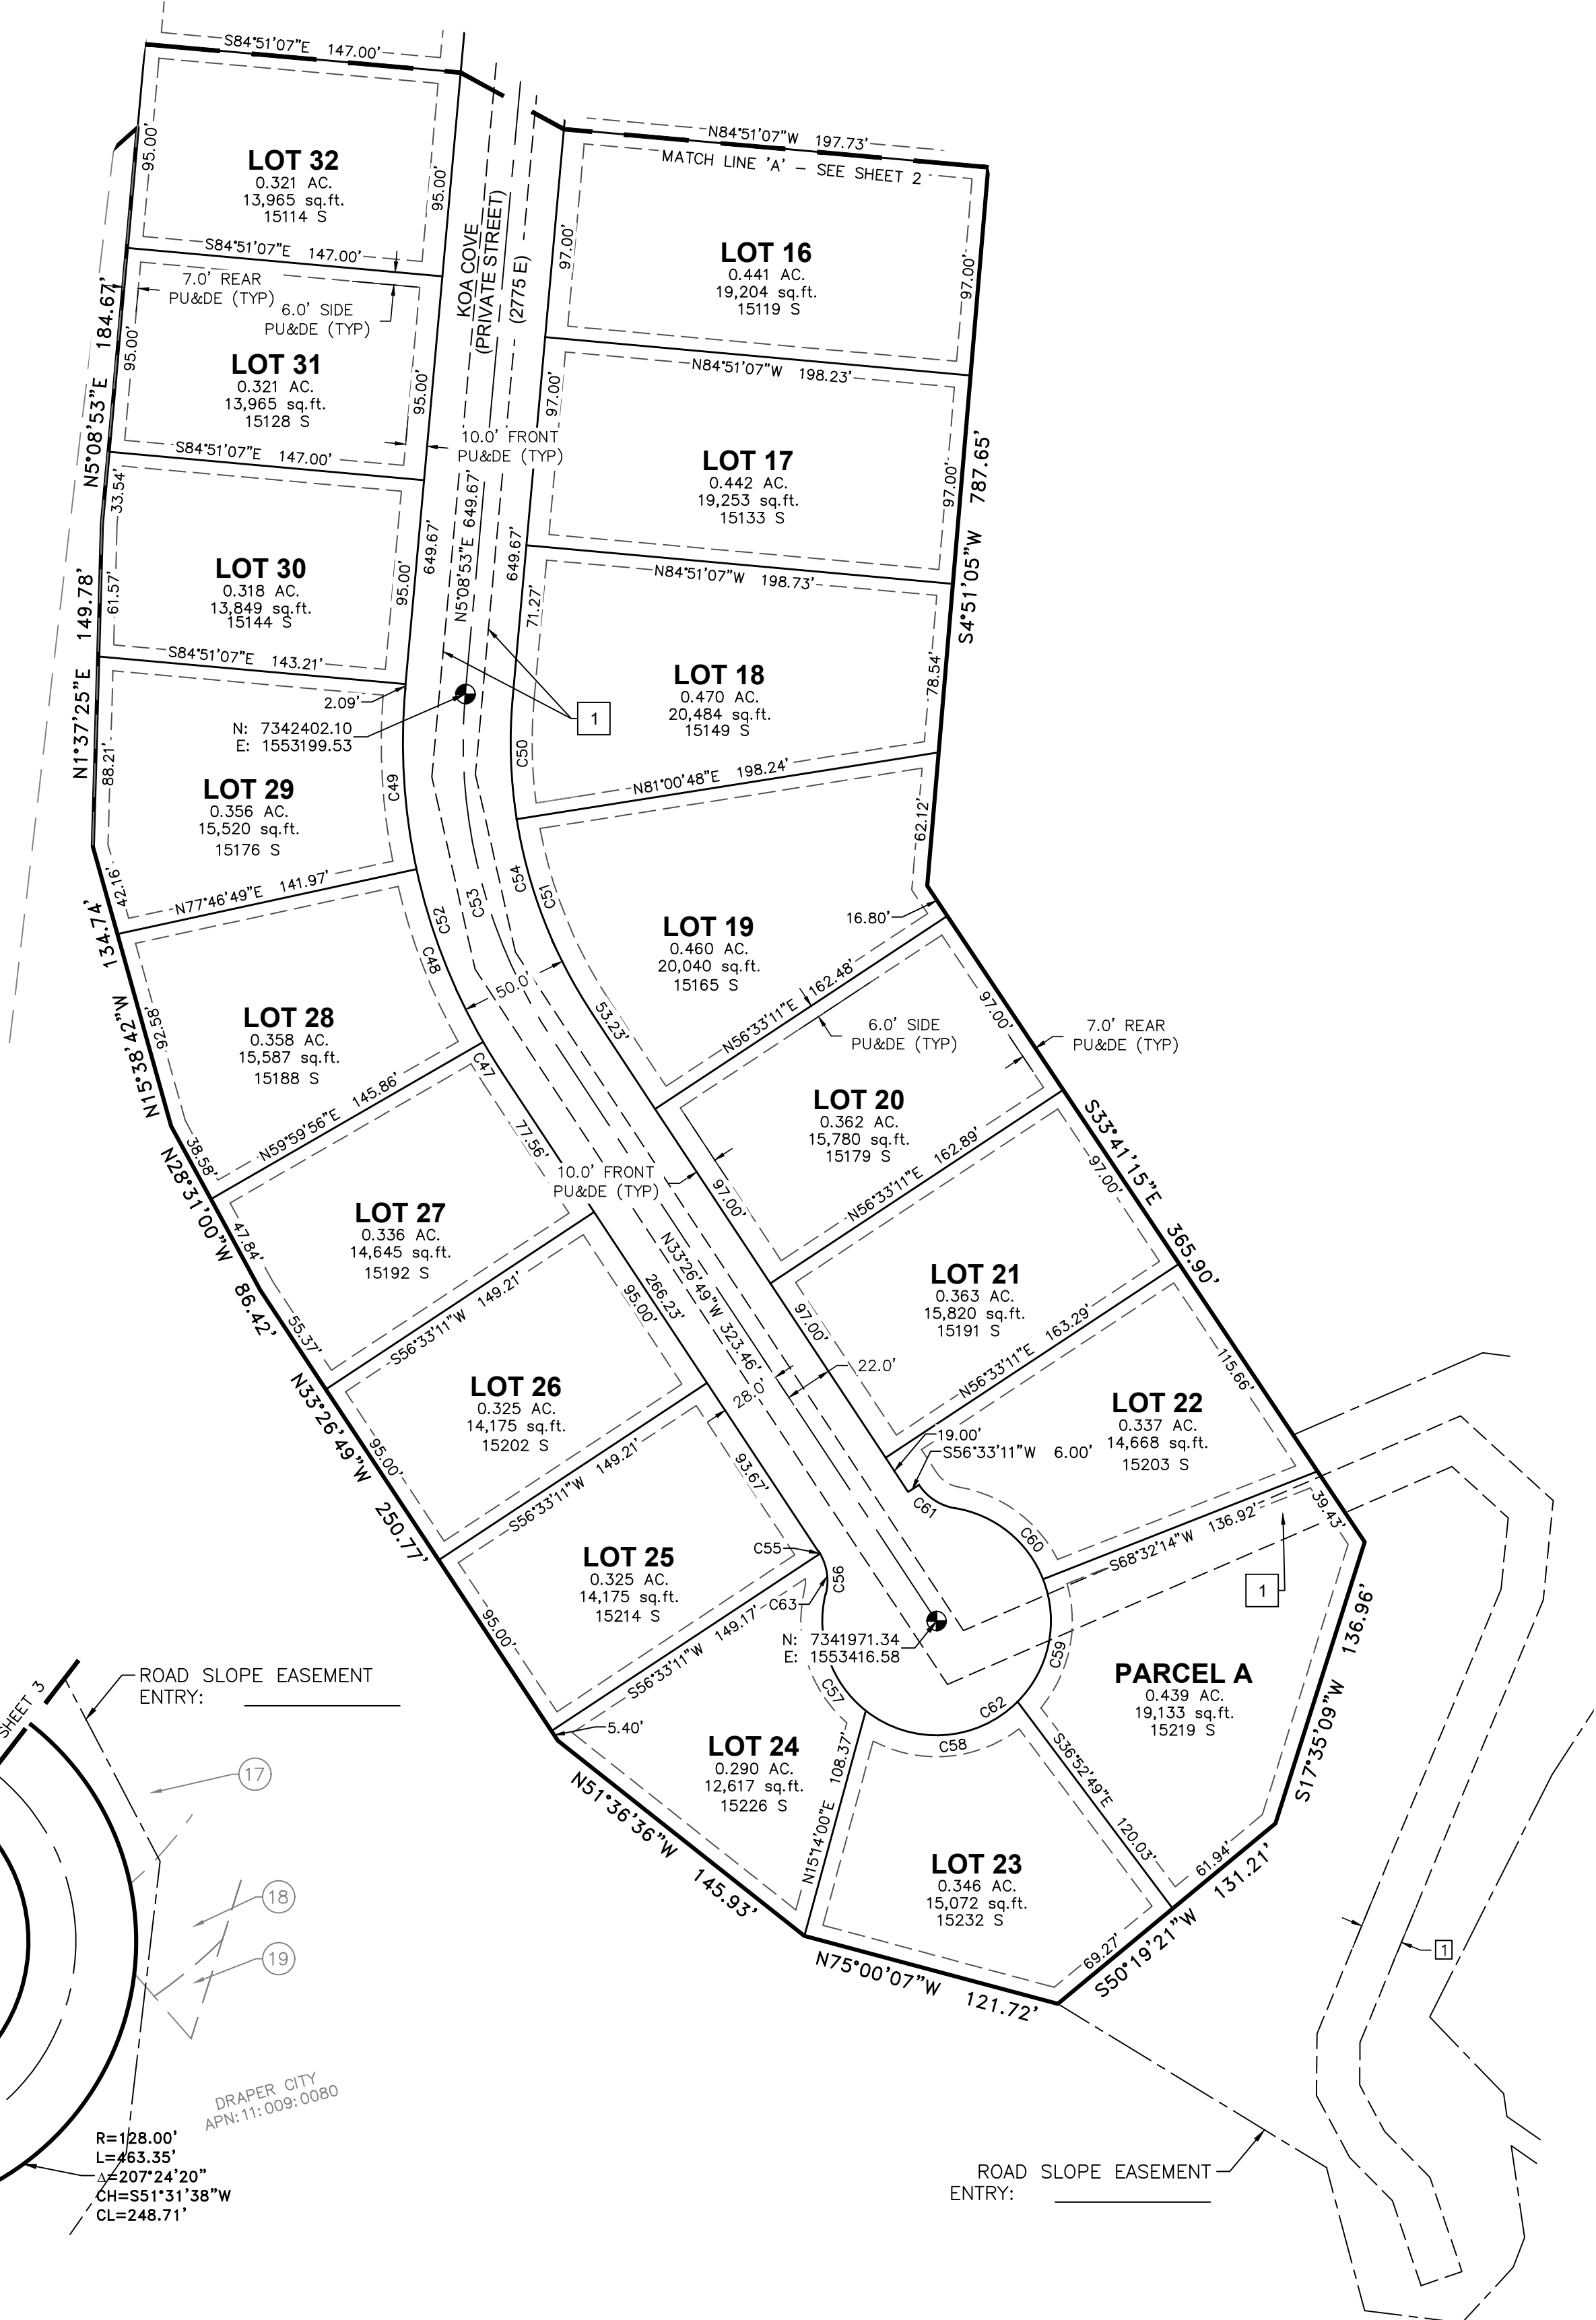 S84°51'07"E 147.00'
N84°51'07"W 197.73'
MATCH LINE 'A' – SEE SHEET 2
95.00'
LOT 32
0.321 AC.
13,965 sq.ft.
15114 S
95.00'
S84°51'07"E 147.00'
KOA COVE
(PRIVATE STREET)
(2775 E)
97.00'
LOT 16
0.441 AC.
19,204 sq.ft.
15119 S
97.00'
7.0' REAR
PU&DE (TYP)
6.0' SIDE
PU&DE (TYP)
N5°08'53"E 184.67'
95.00'
LOT 31
0.321 AC.
13,965 sq.ft.
15128 S
95.00'
S84°51'07"E 147.00'
10.0' FRONT
PU&DE (TYP)
N84°51'07"W 198.23'
97.00'
LOT 17
0.442 AC.
19,253 sq.ft.
15133 S
97.00'
S4°51'05"W 787.65'
33.54'
61.57'
LOT 30
0.318 AC.
13,849 sq.ft.
15144 S
95.00'
649.67'
N5°08'53"E 649.67'
649.67'
71.27'
N84°51'07"W 198.73'
S84°51'07"E 143.21'
2.09'
N: 7342402.10
E: 1553199.53
1
LOT 18
0.470 AC.
20,484 sq.ft.
15149 S
78.54'
N1°37'25"E 149.78'
88.21'
LOT 29
0.356 AC.
15,520 sq.ft.
15176 S
C49
C50
N81°00'48"E 198.24'
62.12'
42.16'
N77°46'49"E 141.97'
C52
C53
C54
C51
C48
50.0'
LOT 19
0.460 AC.
20,040 sq.ft.
15165 S
16.80'
53.23'
N56°33'11"E 162.48'
N15°38'42"W 134.74'
92.58'
LOT 28
0.358 AC.
15,587 sq.ft.
15188 S
C47
N59°59'56"E 145.86'
38.58'
6.0' SIDE
PU&DE (TYP)
97.00'
7.0' REAR
PU&DE (TYP)
LOT 20
0.362 AC.
15,780 sq.ft.
15179 S
97.00'
N56°33'11"E 162.89'
S33°41'15"E 365.90'
N28°31'00"W 86.42'
47.84'
55.37'
LOT 27
0.336 AC.
14,645 sq.ft.
15192 S
77.56'
10.0' FRONT
PU&DE (TYP)
S56°33'11"W 149.21'
N33°26'49"W 323.46'
266.23'
97.00'
LOT 21
0.363 AC.
15,820 sq.ft.
15191 S
97.00'
N56°33'11"E 163.29'
22.0'
28.0'
LOT 26
0.325 AC.
14,175 sq.ft.
15202 S
95.00'
95.00'
N33°26'49"W 250.77'
S56°33'11"W 149.21'
19.00'
S56°33'11"W 6.00'
LOT 22
0.337 AC.
14,668 sq.ft.
15203 S
115.66'
C61
C60
S68°32'14"W 136.92'
39.43'
1
LOT 25
0.325 AC.
14,175 sq.ft.
15214 S
93.67'
95.00'
C55
C56
C63
S56°33'11"W 149.17'
5.40'
N: 7341971.34
E: 1553416.58
C59
C57
C58
C62
PARCEL A
0.439 AC.
19,133 sq.ft.
15219 S
S17°35'09"W 136.96'
LOT 24
0.290 AC.
12,617 sq.ft.
15226 S
N15°14'00"E 108.37'
N51°36'36"W 145.93'
S36°52'49"E 120.03'
LOT 23
0.346 AC.
15,072 sq.ft.
15232 S
61.94'
69.27'
S50°19'21"W 131.21'
N75°00'07"W 121.72'
1
SHEET 3
ROAD SLOPE EASEMENT
ENTRY:
17
18
19
DRAPER CITY
APN:11:009:0080
R=128.00'
L=463.35'
Δ=207°24'20"
CH=S51°31'38"W
CL=248.71'
ROAD SLOPE EASEMENT
ENTRY: